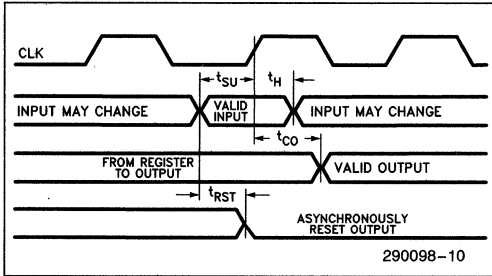 CLK
tSU
tH
INPUT MAY CHANGE
VALID
INPUT
INPUT MAY CHANGE
tCO
FROM REGISTER
TO OUTPUT
VALID OUTPUT
tRST
ASYNCHRONOUSLY
RESET OUTPUT
290098-10